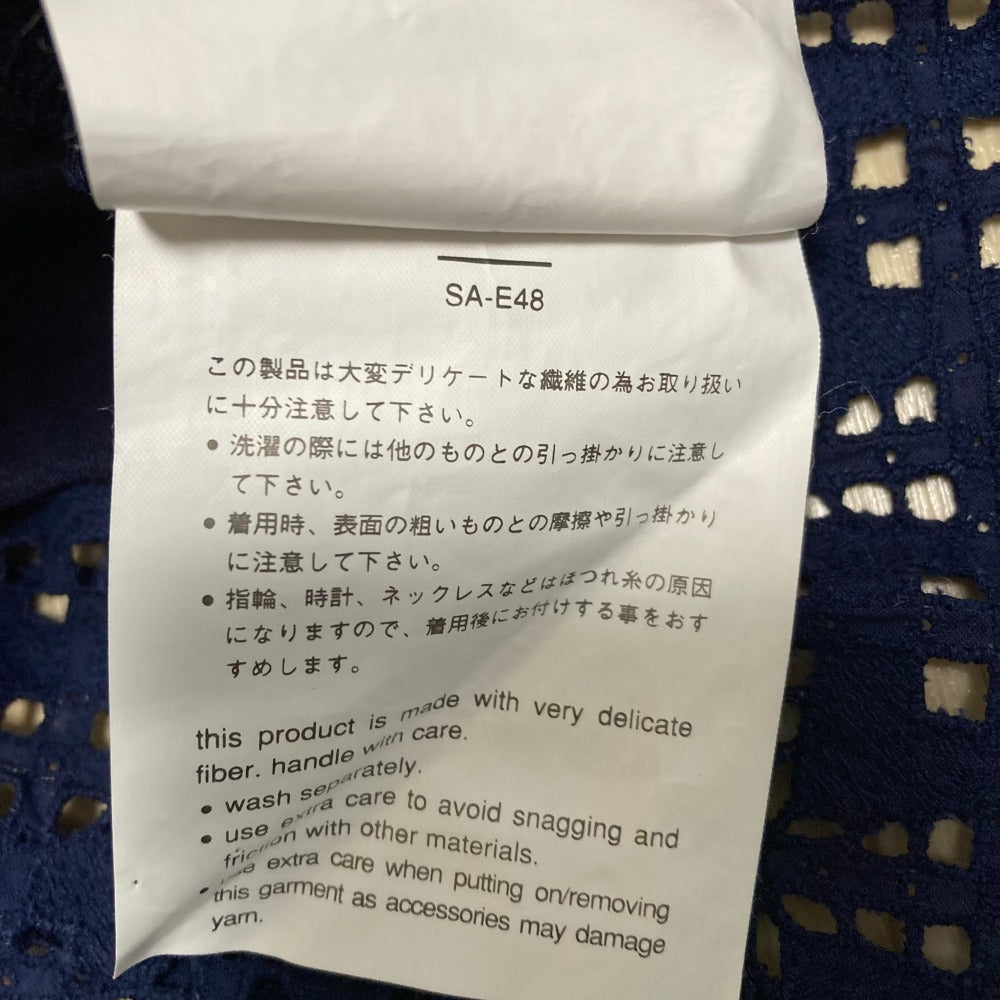 SA-E48
この製品は大変デリケートな繊維の為お取り扱い
に十分注意して下さい。
● 洗濯の際には他のものとの引っ掛かりに注意し
て下さい。
● 着用時、表面の粗いものとの摩擦や引っ掛かり
に注意して下さい。
● 指輪、時計、ネックレスなどはほつれ糸の原因
になりますので、着用後にお付けする事をおす
すめします。
this product is made with very delicate
fiber. handle with care.
● wash separately.
● use extra care to avoid snagging and
friction with other materials.
● use extra care when putting on/removing
this garment as accessories may damage
yarn.